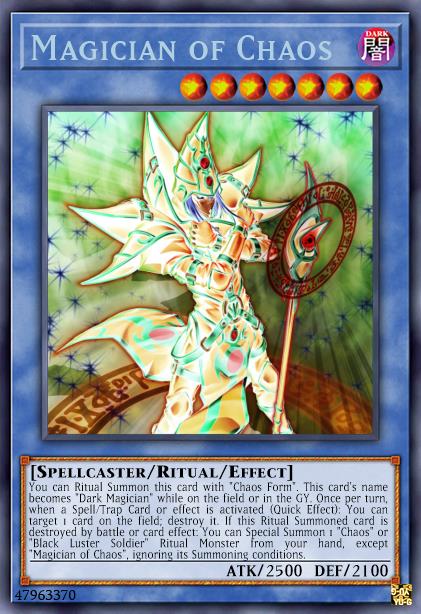 MAGICIAN OF CHAOS
DARK
闇
[SPELLCASTER/RITUAL/EFFECT]
You can Ritual Summon this card with "Chaos Form". This card's name
becomes "Dark Magician" while on the field or in the GY. Once per turn,
when a Spell/Trap Card or effect is activated (Quick Effect): You can
target 1 card on the field; destroy it. If this Ritual Summoned card is
destroyed by battle or card effect: You can Special Summon 1 "Chaos" or
"Black Luster Soldier" Ritual Monster from your hand, except
"Magician of Chaos", ignoring its Summoning conditions.
ATK/2500 DEF/2100
47963370